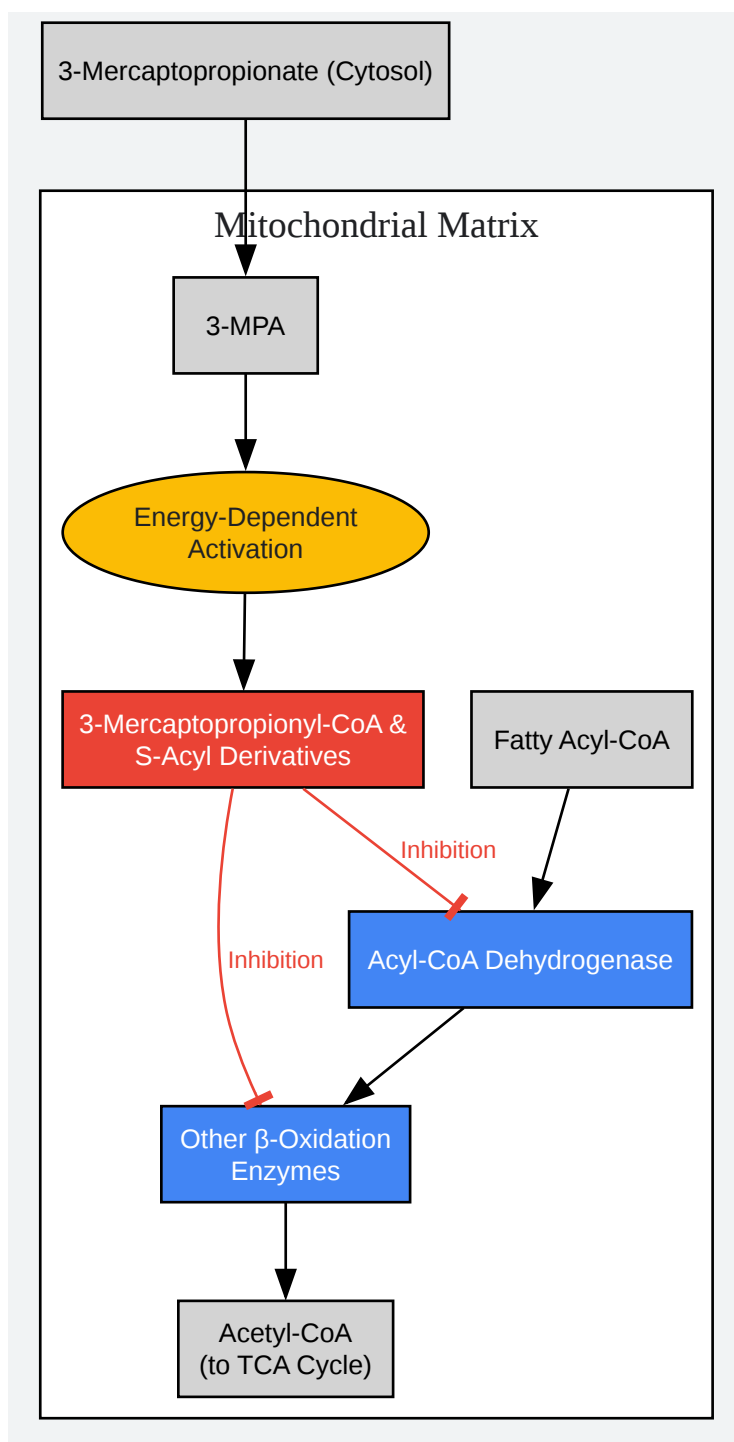 3-Mercaptopropionate (Cytosol)
Mitochondrial Matrix
3-MPA
Energy-Dependent
Activation
3-Mercaptopropionyl-CoA &
S-Acyl Derivatives
Fatty Acyl-CoA
Inhibition
Inhibition
Acyl-CoA Dehydrogenase
Other β-Oxidation
Enzymes
Acetyl-CoA
(to TCA Cycle)